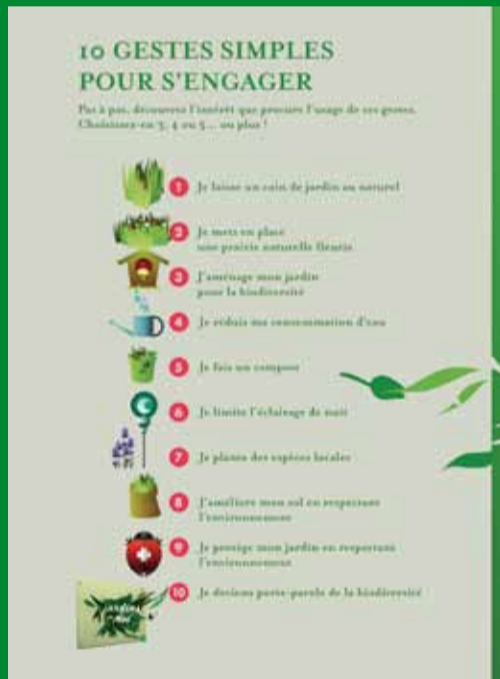 10 GESTES SIMPLES
POUR S'ENGAGER
Pas à pas, découvrez l'intérêt que procure l'usage de ces gestes.
Choisissez-en 3, 4 ou 5... ou plus !
1 Je laisse un coin de jardin au naturel
2 Je mets en place
une prairie naturelle fleurie
3 J'aménage mon jardin
pour la biodiversité
4 Je réduis ma consommation d'eau
5 Je fais un compost
6 Je limite l'éclairage de nuit
7 Je plante des espèces locales
8 J'améliore mon sol en respectant
l'environnement
9 Je protège mon jardin en respectant
l'environnement
10 Je deviens porte-parole de la biodiversité